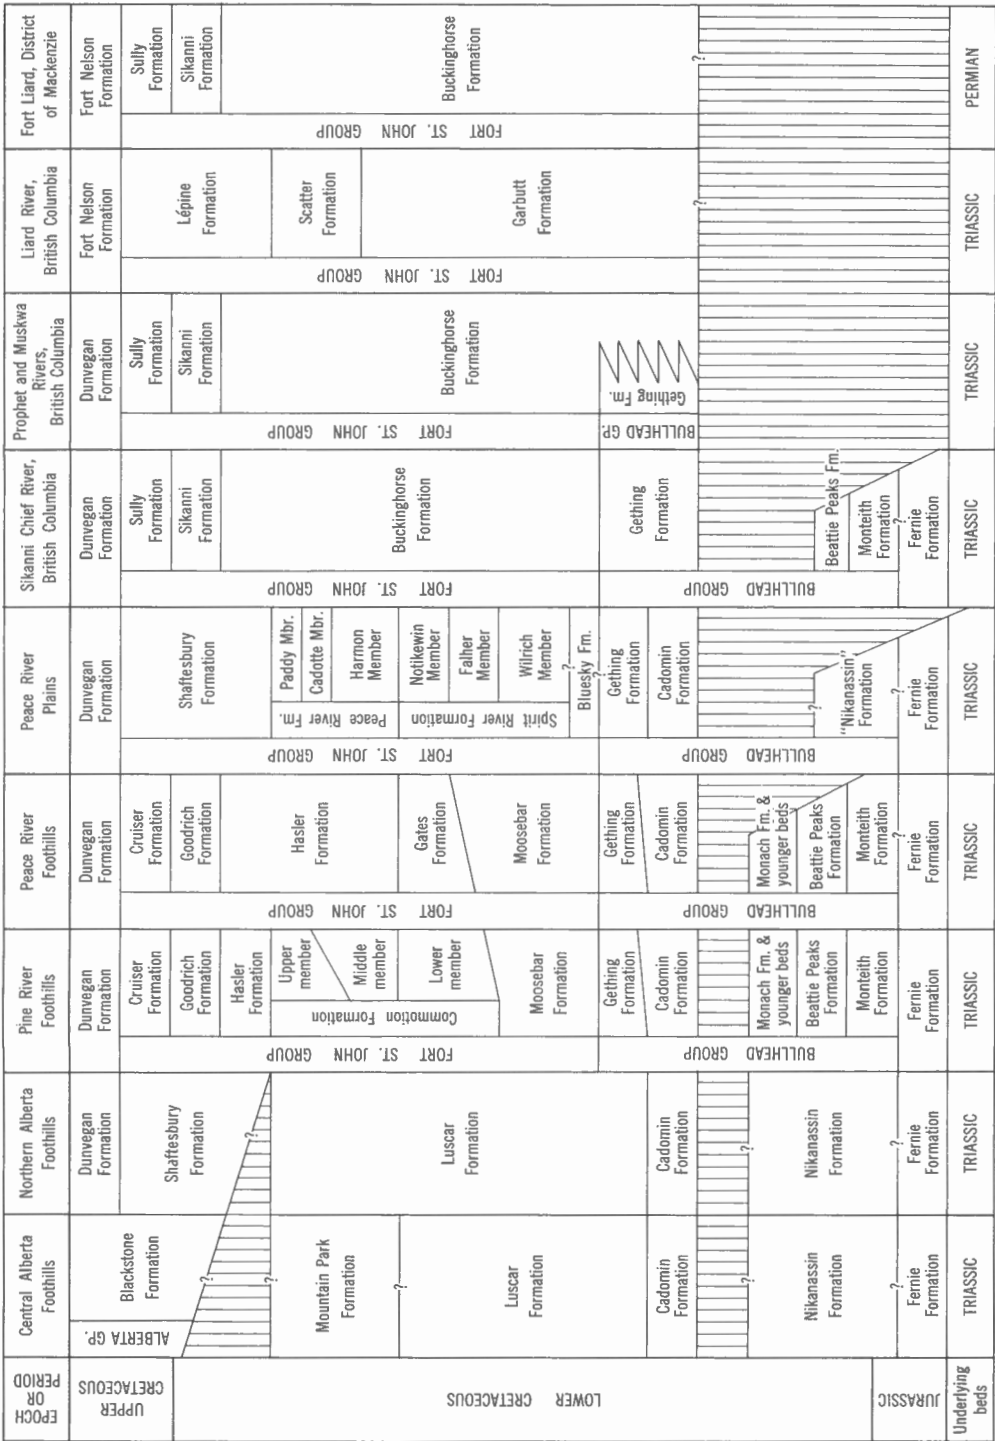 EPOCH
OR
PERIOD
UPPER
CRETACEOUS
LOWER CRETACEOUS
JURASSIC
Underlying
beds
Central Alberta
Foothills
ALBERTA GP.
Blackstone
Formation
?
?
Mountain Park
Formation
?
Luscar
Formation
Cadomin
Formation
?
Nikanassin
Formation
?
Fernie
Formation
TRIASSIC
Northern Alberta
Foothills
Dunvegan
Formation
Shaftesbury
Formation
?
Luscar
Formation
Cadomin
Formation
?
Nikanassin
Formation
?
Fernie
Formation
TRIASSIC
Pine River
Foothills
Dunvegan
Formation
FORT ST. JOHN GROUP
Cruiser
Formation
Goodrich
Formation
Hasler
Formation
Commotion Formation
Upper
member
Middle
member
Lower
member
Moosebar
Formation
BULLHEAD GROUP
Gething
Formation
Cadomin
Formation
Monach Fm. &
younger beds
Beattie Peaks
Formation
Monteith
Formation
?
Fernie
Formation
TRIASSIC
Peace River
Foothills
Dunvegan
Formation
FORT ST. JOHN GROUP
Cruiser
Formation
Goodrich
Formation
Hasler
Formation
Gates
Formation
Moosebar
Formation
BULLHEAD GROUP
Gething
Formation
Cadomin
Formation
Monach Fm. &
younger beds
Beattie Peaks
Formation
Monteith
Formation
?
Fernie
Formation
TRIASSIC
Peace River
Plains
Dunvegan
Formation
FORT ST. JOHN GROUP
Shaftesbury
Formation
Peace River Fm.
Paddy Mbr.
Cadotte Mbr.
Harmon
Member
Spirit River Formation
Notikewin
Member
Falher
Member
Wilrich
Member
?
Bluesky Fm.
?
BULLHEAD GROUP
Gething
Formation
Cadomin
Formation
?
"Nikanassin"
Formation
?
Fernie
Formation
TRIASSIC
Sikanni Chief River,
British Columbia
Dunvegan
Formation
FORT ST. JOHN GROUP
Sully
Formation
Sikanni
Formation
Buckinghorse
Formation
BULLHEAD GROUP
Gething
Formation
Beattie Peaks Fm.
Monteith
Formation
?
Fernie
Formation
TRIASSIC
Prophet and Muskwa
Rivers,
British Columbia
Dunvegan
Formation
FORT ST. JOHN GROUP
Sully
Formation
Sikanni
Formation
Buckinghorse
Formation
BULLHEAD GP.
Gething Fm.
TRIASSIC
Liard River,
British Columbia
Fort Nelson
Formation
FORT ST. JOHN GROUP
Lépine
Formation
Scatter
Formation
Garbutt
Formation
?
TRIASSIC
Fort Liard, District
of Mackenzie
Fort Nelson
Formation
FORT ST. JOHN GROUP
Sully
Formation
Sikanni
Formation
Buckinghorse
Formation
?
PERMIAN